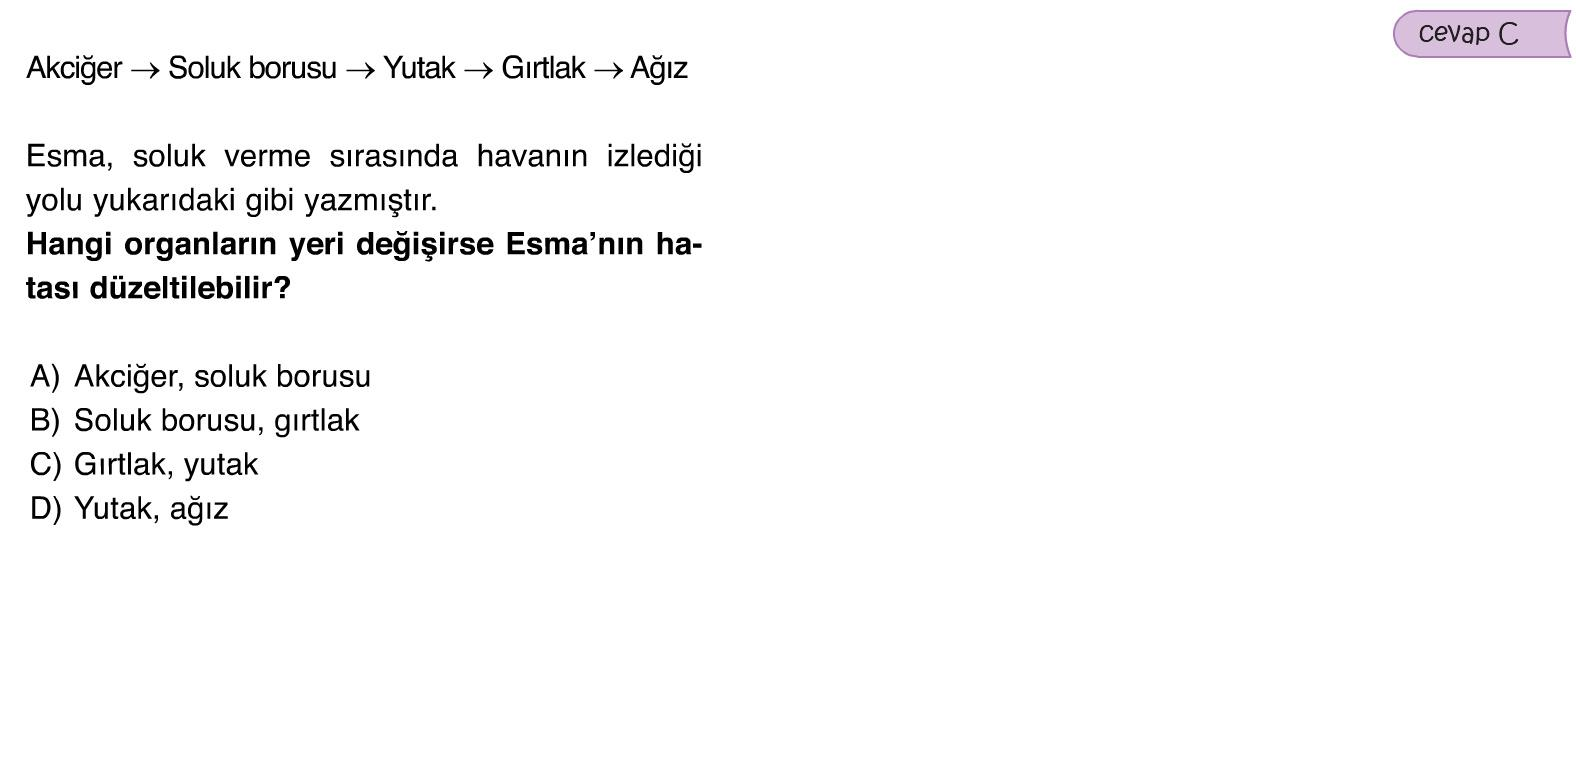 cevap C
Akciğer → Soluk borusu → Yutak → Gırtlak → Ağız
Esma, soluk verme sırasında havanın izlediği
yolu yukarıdaki gibi yazmıştır.
Hangi organların yeri değişirse Esma’nın ha-
tası düzeltilebilir?
A) Akciğer, soluk borusu
B) Soluk borusu, gırtlak
C) Gırtlak, yutak
D) Yutak, ağız